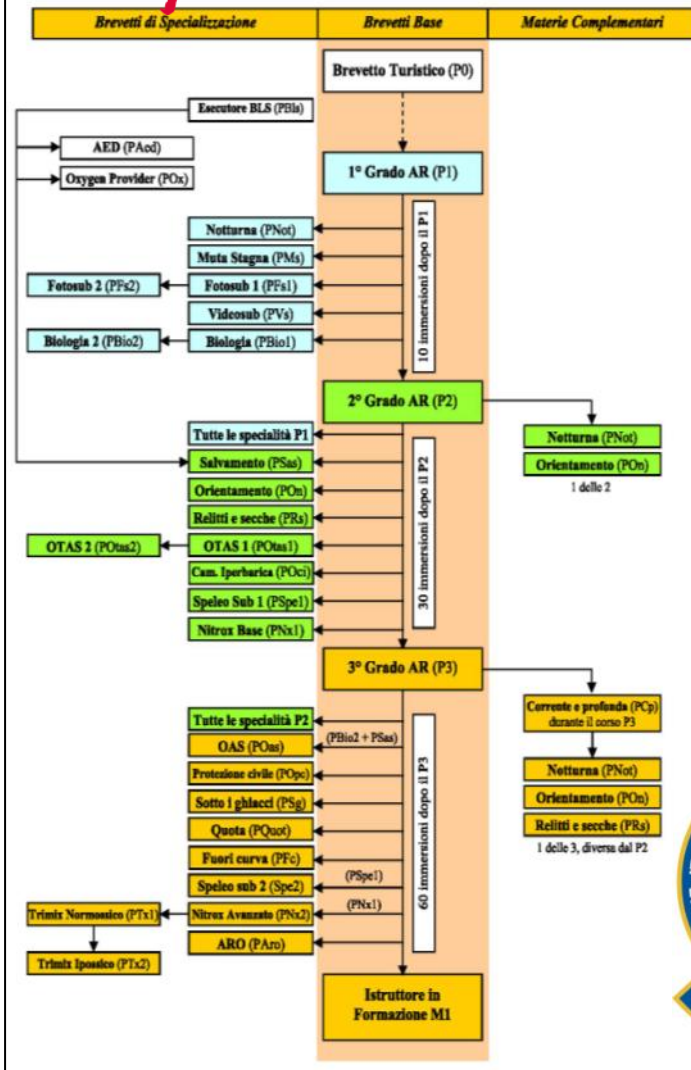 Brevetti di Specializzazione
Brevetti Base
Materie Complementari
Brevetto Turistico (P0)
Esecutore BLS (PBls)
AED (PAed)
Oxygen Provider (POx)
1° Grado AR (P1)
10 immersioni dopo il P1
Notturna (PNot)
Muta Stagna (PMs)
Fotosub 2 (PFs2)
Fotosub 1 (PFs1)
Videosub (PVs)
Biologia 2 (PBio2)
Biologia (PBio1)
2° Grado AR (P2)
Notturna (PNot)
Orientamento (POn)
1 delle 2
30 immersioni dopo il P2
Tutte le specialità P1
Salvamento (PSas)
Orientamento (POn)
Relitti e secche (PRs)
OTAS 2 (POtas2)
OTAS 1 (POtas1)
Cam. Iperbarica (POci)
Speleo Sub 1 (PSpe1)
Nitrox Base (PNx1)
3° Grado AR (P3)
Corrente e profonda (PCp)
durante il corso P3
Notturna (PNot)
Orientamento (POn)
Relitti e secche (PRs)
1 delle 3, diversa dal P2
60 immersioni dopo il P3
Tutte le specialità P2
OAS (POas)
(PBio2 + PSas)
Protezione civile (POpc)
Sotto i ghiacci (PSg)
Quota (PQuot)
Fuori curva (PFc)
Speleo sub 2 (Spe2)
(PSpe1)
Trimix Normossico (PTx1)
Nitrox Avanzato (PNx2)
(PNx1)
ARO (PAro)
Trimix Ipossico (PTx2)
Istruttore in
Formazione M1